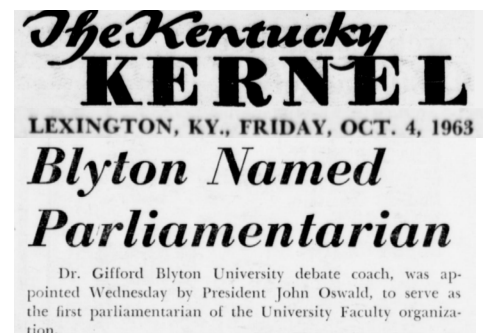 The Kentucky
KERNEL
LEXINGTON, KY., FRIDAY, OCT. 4, 1963
Blyton Named
Parliamentarian
Dr. Gifford Blyton University debate coach, was ap-
pointed Wednesday by President John Oswald, to serve as
the first parliamentarian of the University Faculty organiza-
tion.